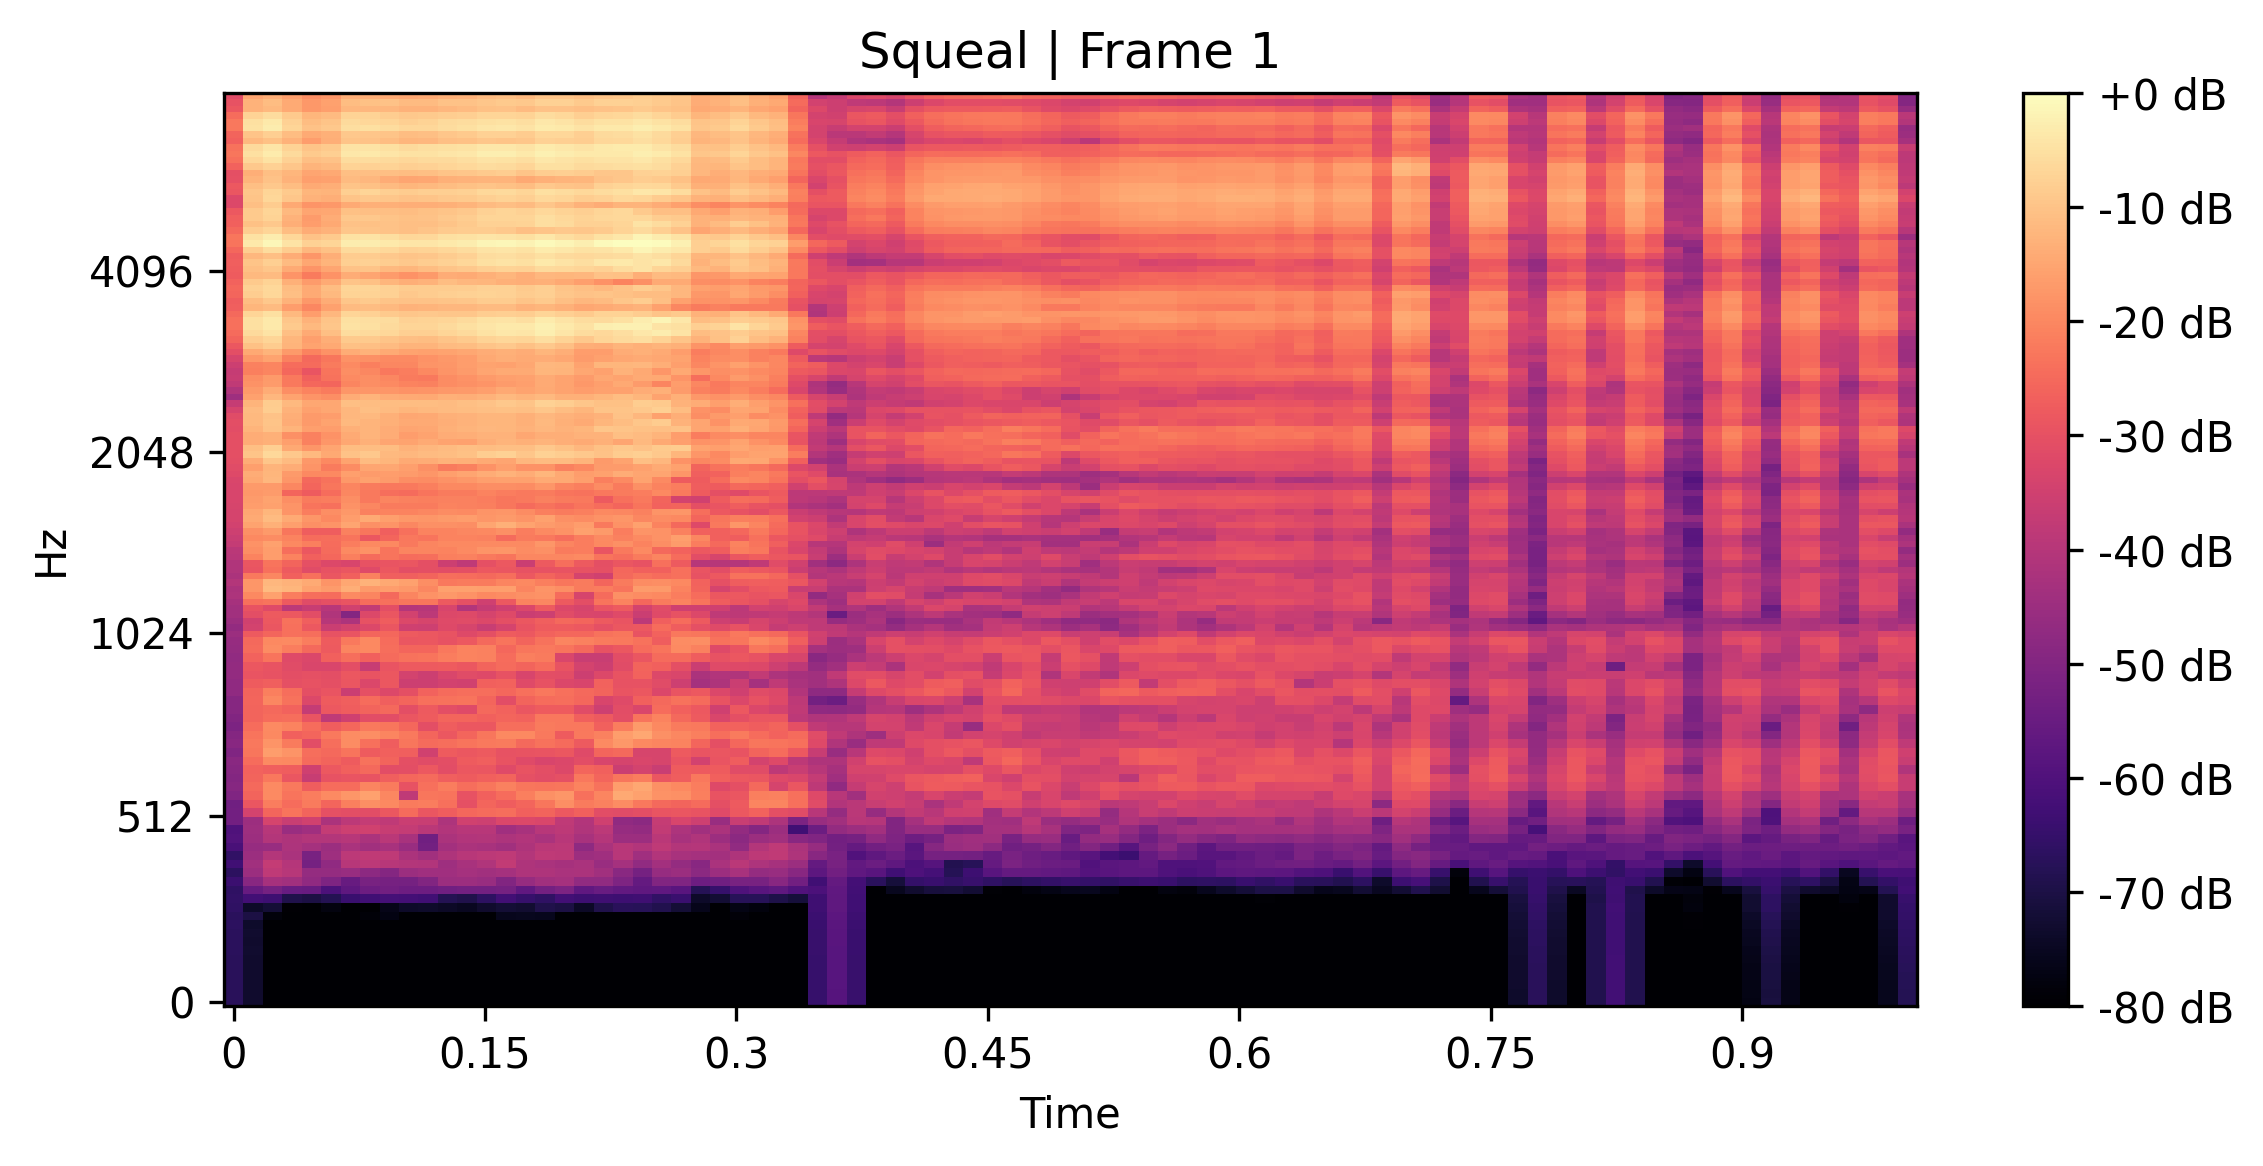 Squeal | Frame 1
Hz
4096
2048
1024
512
0
0 0.15 0.3 0.45 0.6 0.75 0.9
Time
+0 dB
-10 dB
-20 dB
-30 dB
-40 dB
-50 dB
-60 dB
-70 dB
-80 dB